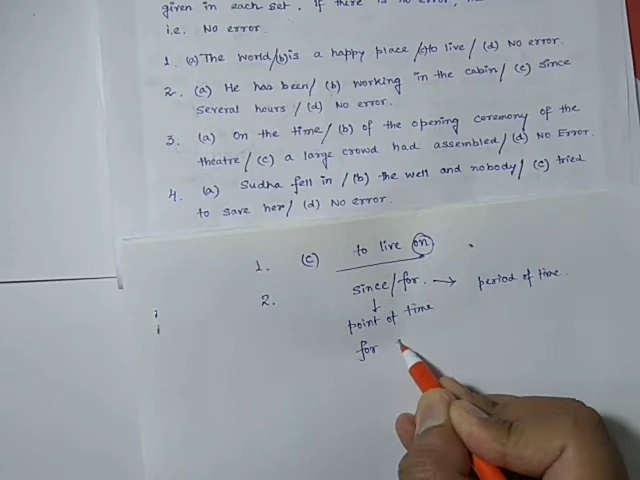 given in each set. If there is no error,
i.e. No error.
1. (a) The world/(b) is a happy place /(c) to live / (d) No error.
2. (a) He has been/ (b) working in the cabin/ (c) since
several hours / (d) No error.
3. (a) On the time/ (b) of the opening ceremony of the
theatre/ (c) a large crowd had assembled/ (d) No Error.
4. (a) Sudha fell in / (b) the well and nobody/ (c) tried
to save her/ (d) No error.
1. (c) to live on
2. since/for. → period of time.
↓
point of time
for